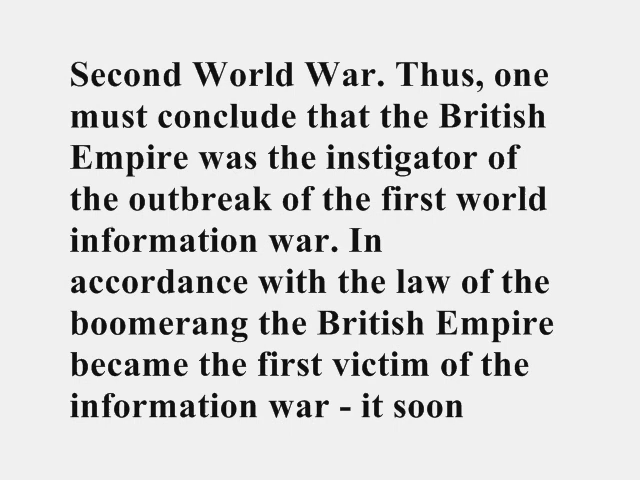 Second World War. Thus, one
must conclude that the British
Empire was the instigator of
the outbreak of the first world
information war. In
accordance with the law of the
boomerang the British Empire
became the first victim of the
information war - it soon